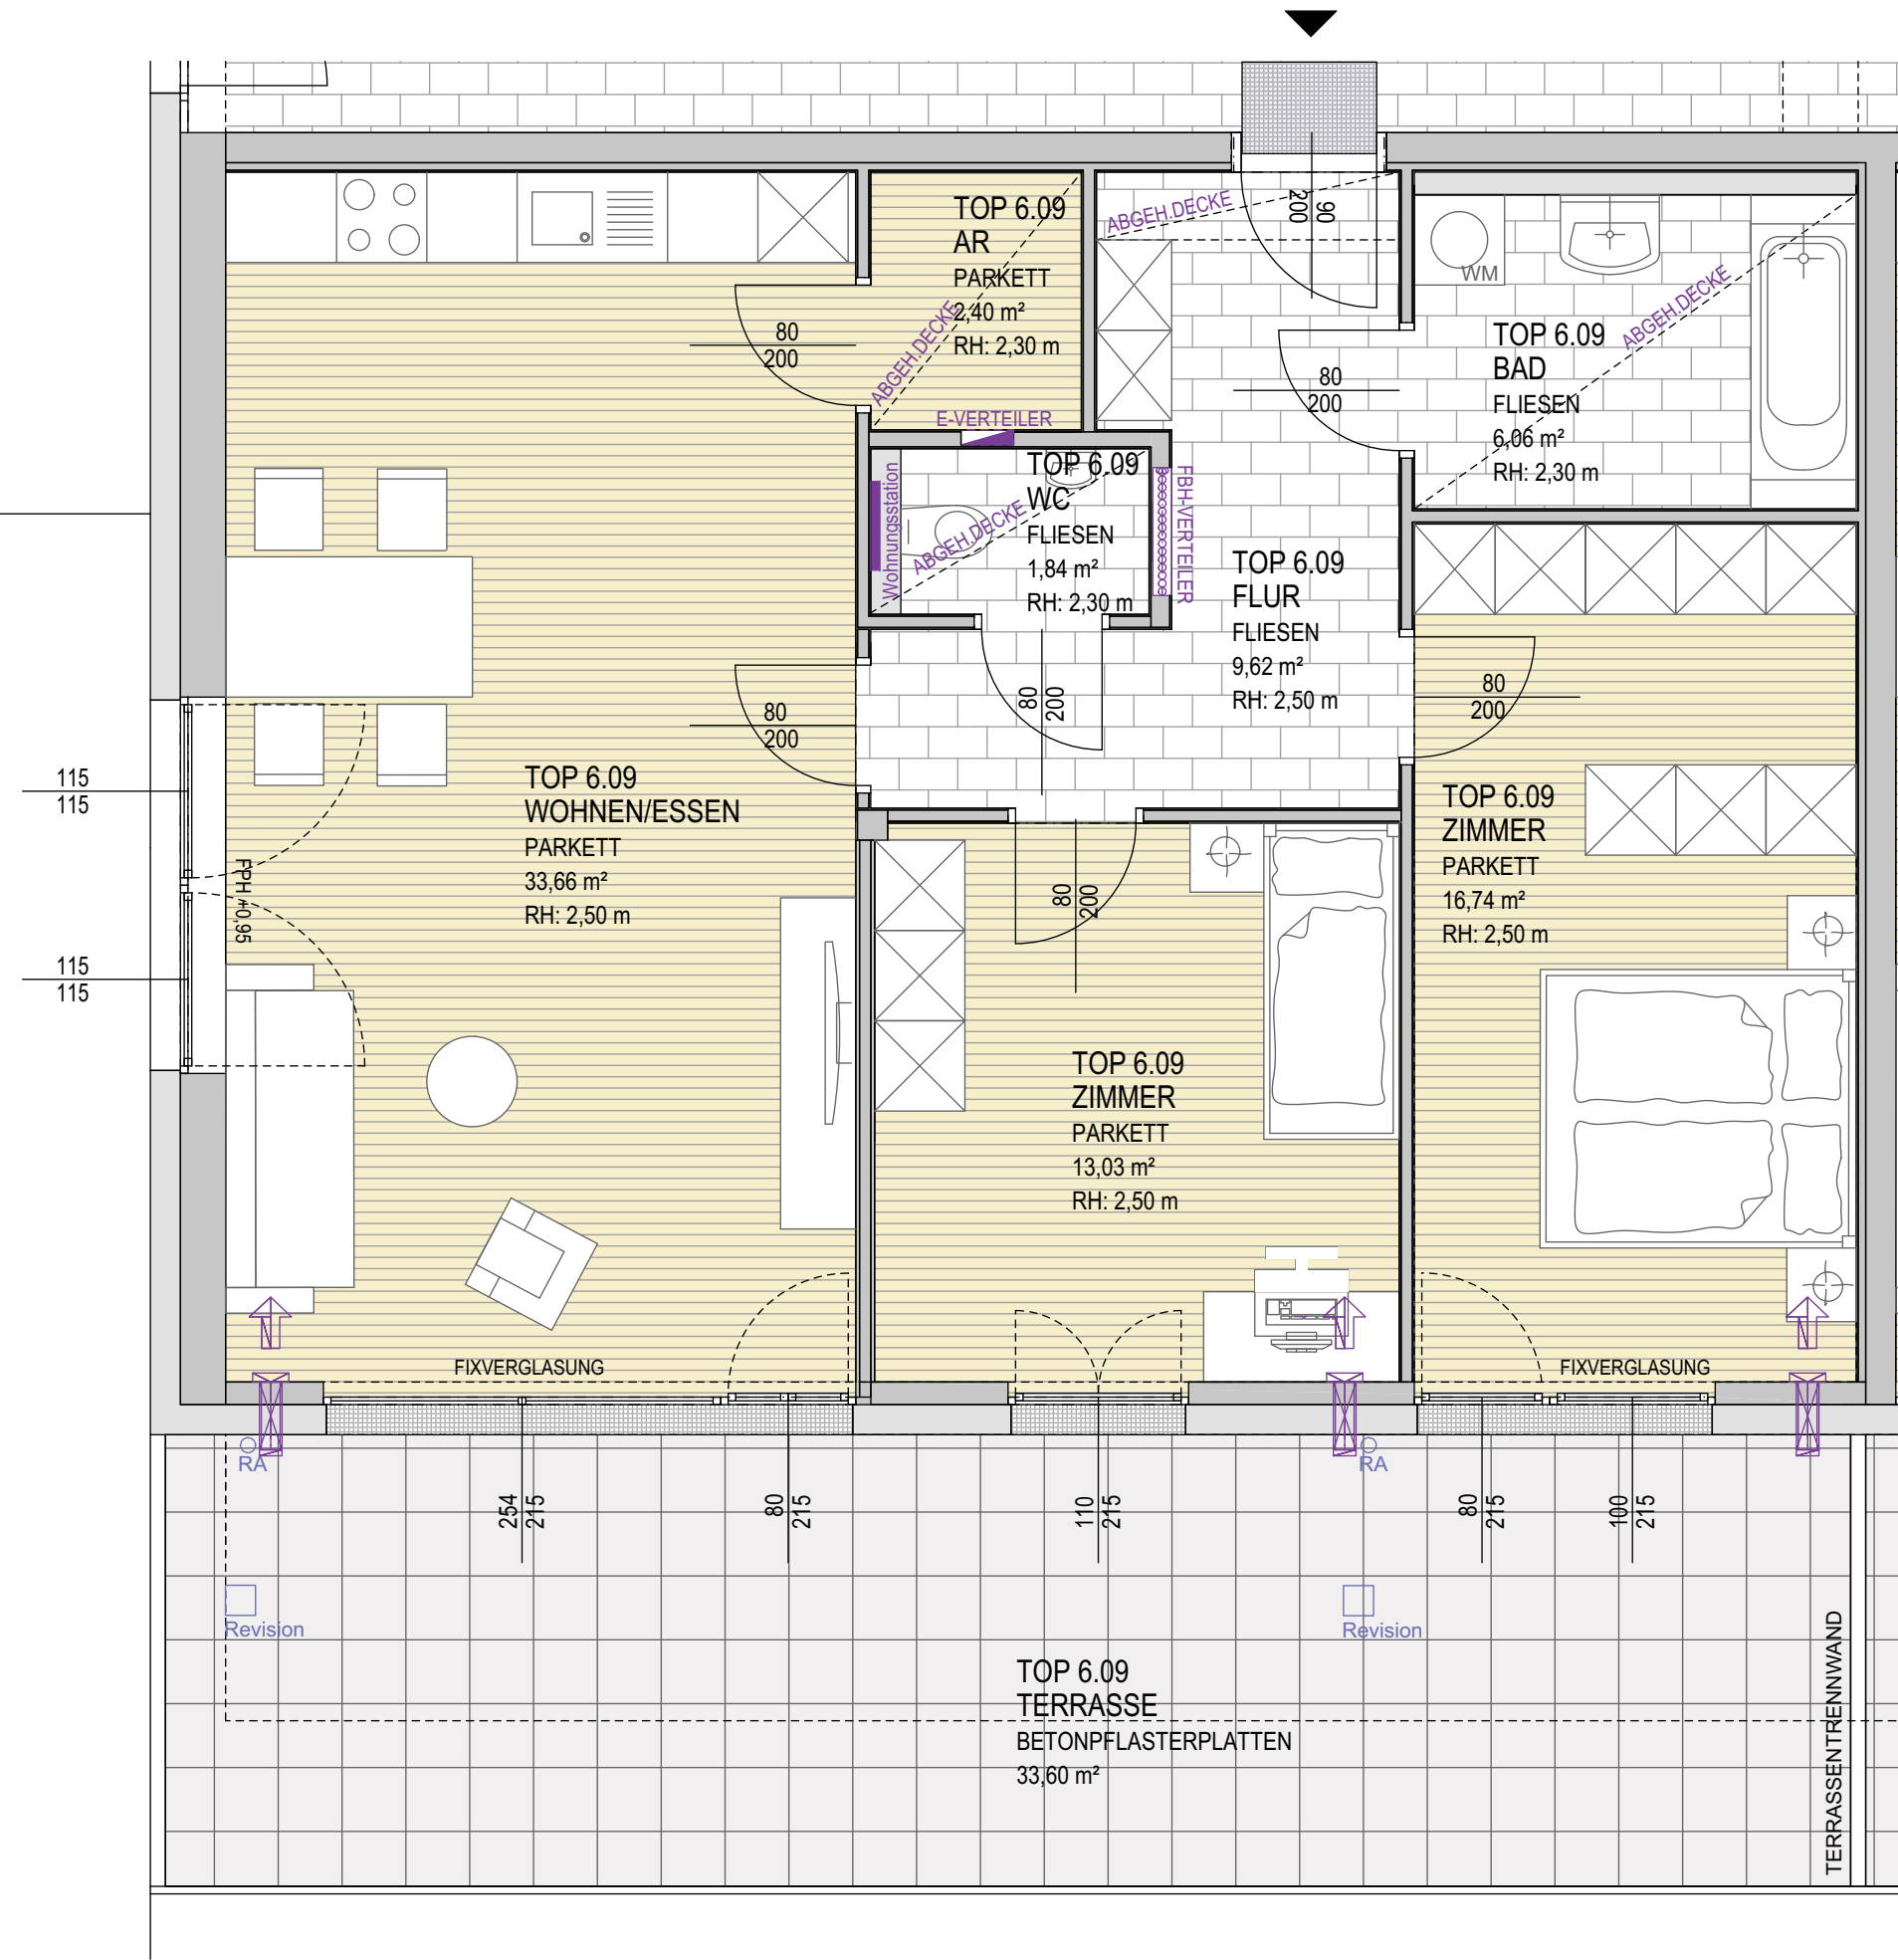 TOP 6.09
AR
PARKETT
2,40 m²
RH: 2,30 m
ABGEH.DECKE
E-VERTEILER
80
200
ABGEH.DECKE
90
200
WM
TOP 6.09
BAD
FLIESEN
6,06 m²
RH: 2,30 m
ABGEH.DECKE
80
200
TOP 6.09
WC
FLIESEN
1,84 m²
RH: 2,30 m
ABGEH.DECKE
Wohnungsstation
FBH-VERTEILER
TOP 6.09
FLUR
FLIESEN
9,62 m²
RH: 2,50 m
80
200
80
200
80
200
115
115
115
115
FPH +0,95
TOP 6.09
WOHNEN/ESSEN
PARKETT
33,66 m²
RH: 2,50 m
80
200
TOP 6.09
ZIMMER
PARKETT
16,74 m²
RH: 2,50 m
TOP 6.09
ZIMMER
PARKETT
13,03 m²
RH: 2,50 m
FIXVERGLASUNG
FIXVERGLASUNG
RA
RA
254
215
80
215
110
215
80
215
100
215
Revision
Revision
TOP 6.09
TERRASSE
BETONPFLASTERPLATTEN
33,60 m²
TERRASSENTRENNWAND